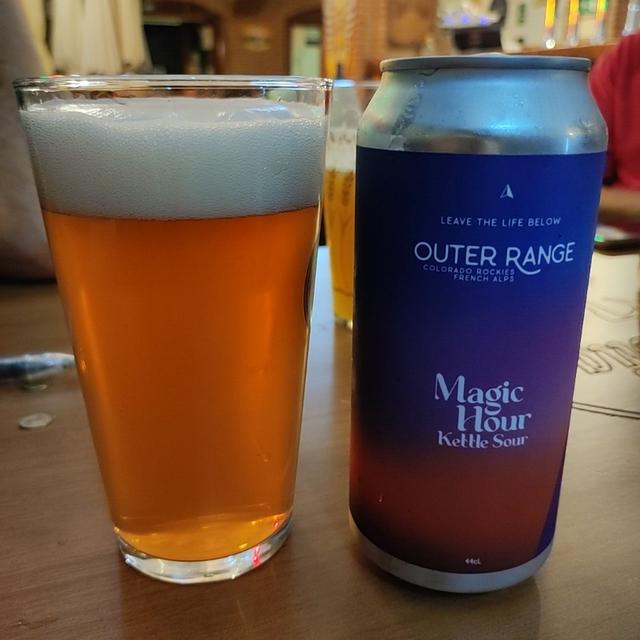 LEAVE THE LIFE BELOW
OUTER RANGE
COLORADO ROCKIES
FRENCH ALPS
Magic
Hour
Kettle Sour
44cL